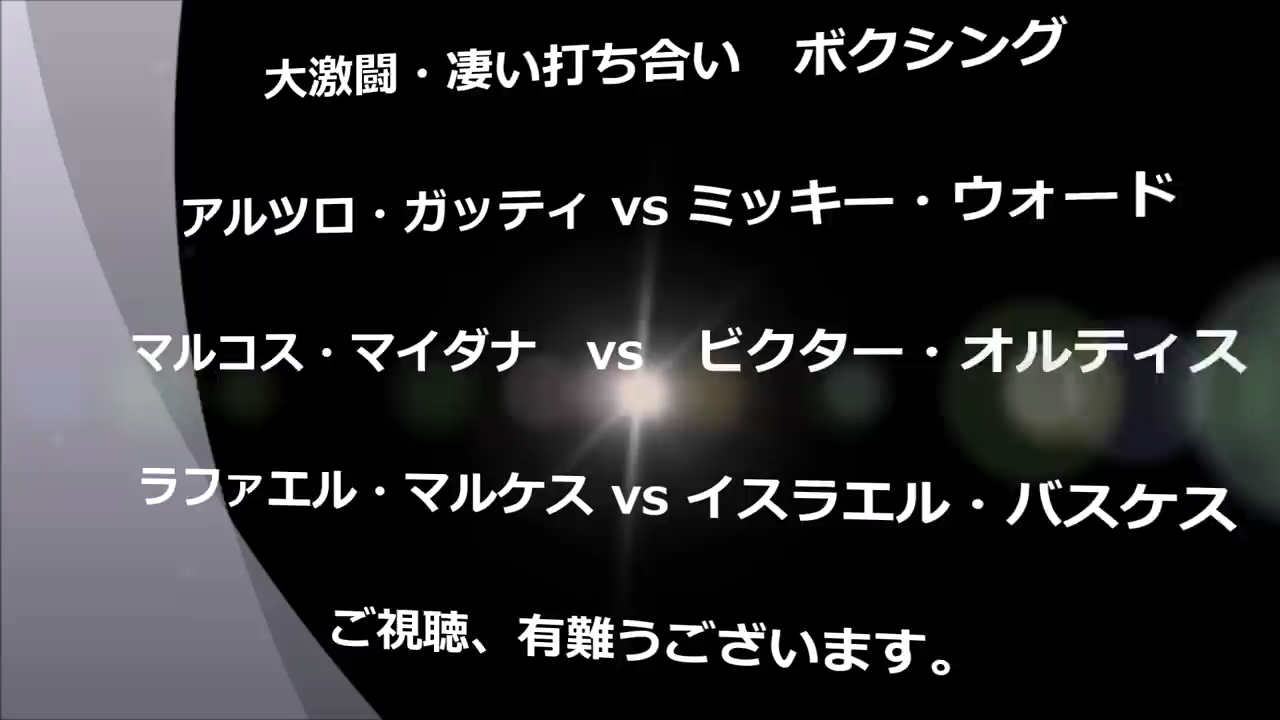 大激闘・凄い打ち合い　ボクシング
アルツロ・ガッティ vs ミッキー・ウォード
マルコス・マイダナ　vs　ビクター・オルティス
ラファエル・マルケス vs イスラエル・バスケス
ご視聴、有難うございます。